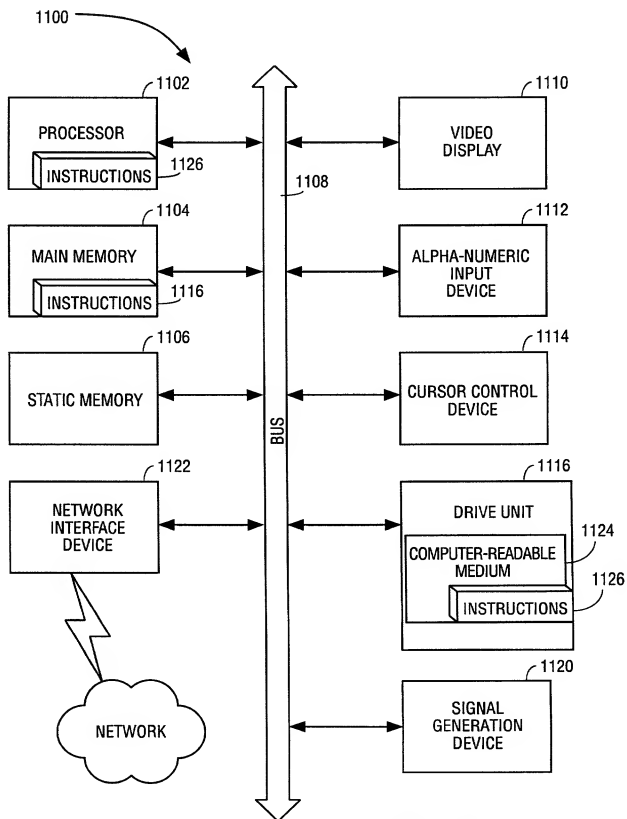 1100
1102
PROCESSOR
INSTRUCTIONS
1126
1104
MAIN MEMORY
INSTRUCTIONS
1116
1106
STATIC MEMORY
1122
NETWORK
INTERFACE
DEVICE
NETWORK
1108
BUS
1110
VIDEO
DISPLAY
1112
ALPHA-NUMERIC
INPUT
DEVICE
1114
CURSOR CONTROL
DEVICE
1116
DRIVE UNIT
1124
COMPUTER-READABLE
MEDIUM
1126
INSTRUCTIONS
1120
SIGNAL
GENERATION
DEVICE